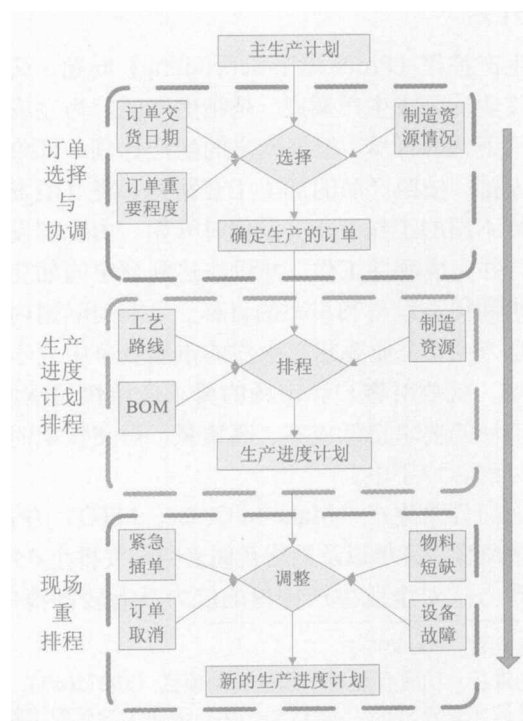 主生产计划
订单
选择
与
协调
订单交
货日期
制造资
源情况
选择
订单重
要程度
确定生产的订单
生产
进度
计划
排程
工艺
路线
制造
资源
排程
BOM
生产进度计划
现场
重
排程
紧急
插单
物料
短缺
调整
订单
取消
设备
故障
新的生产进度计划